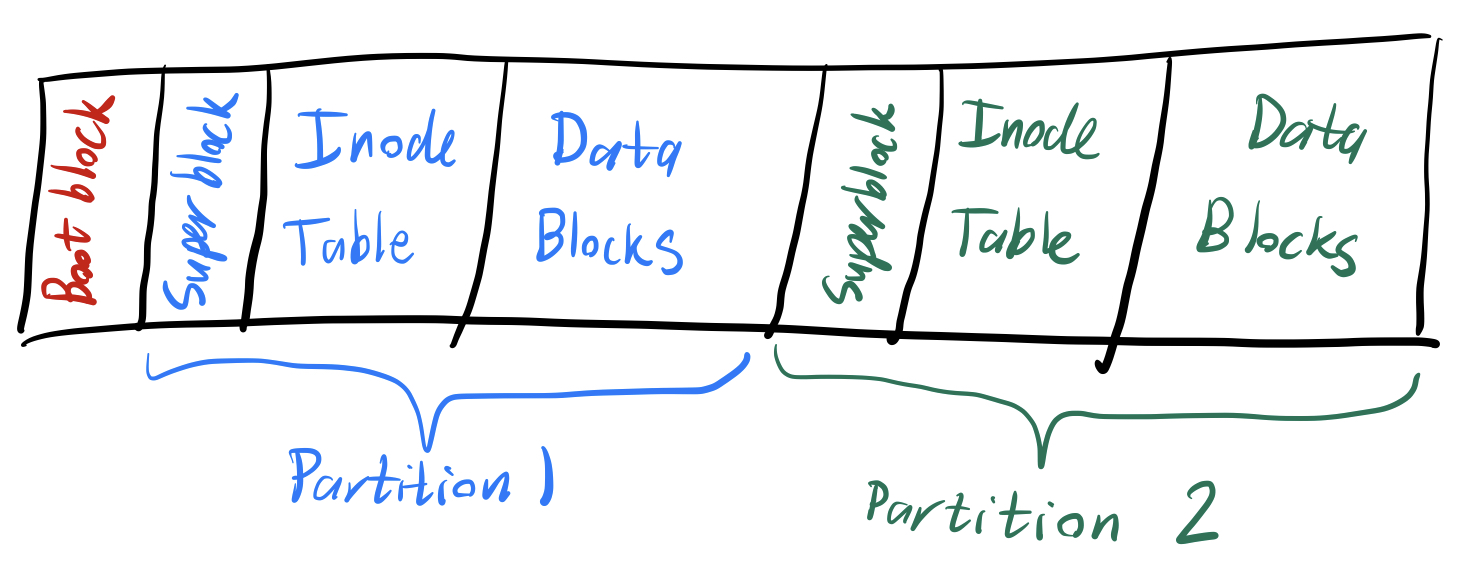 Boot block
Super block
Inode
Table
Data
Blocks
Superblock
Inode
Table
Data
Blocks
Partition 1
Partition 2